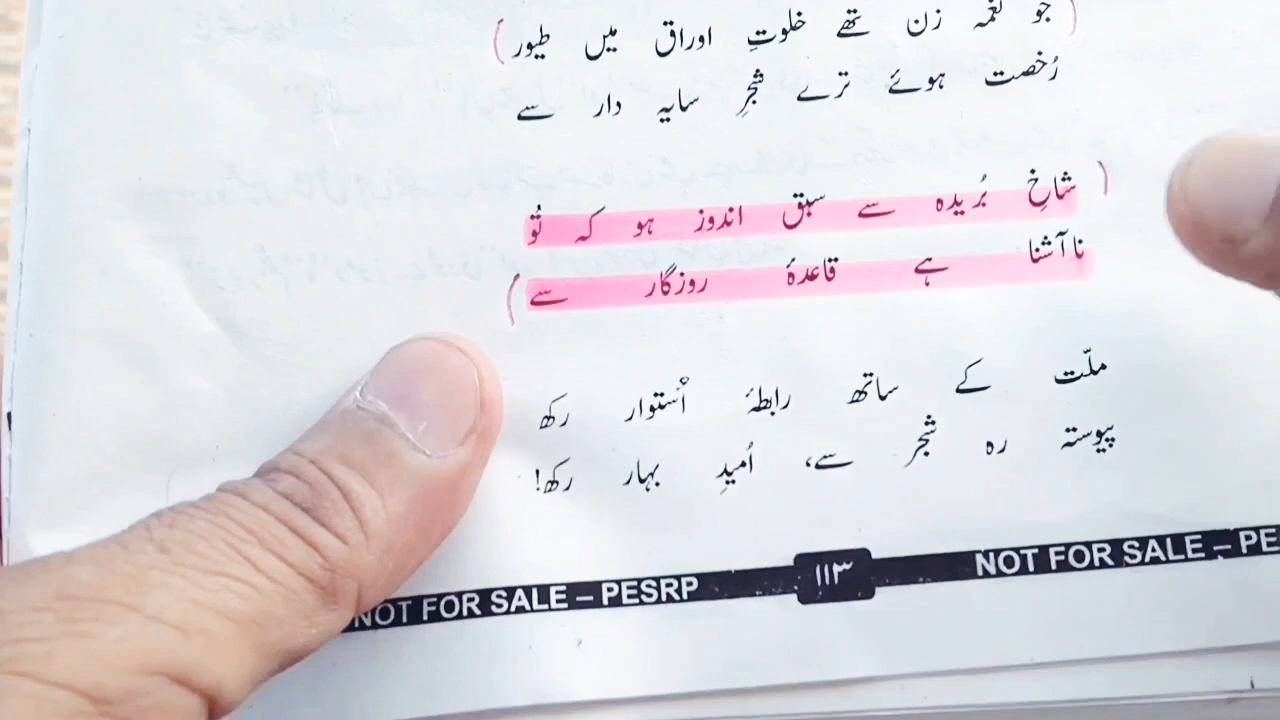 جو نغمہ زن تھے خلوتِ اوراق میں طیور
رُخصت ہوئے ترے شجرِ سایہ دار سے
شاخِ بُریدہ سے سبق اندوز ہو کہ تُو
ناآشنا ہے قاعدۂ روزگار سے
ملّت کے ساتھ رابطۂ اُستوار رکھ
پیوستہ رہ شجر سے، اُمیدِ بہار رکھ!
NOT FOR SALE – PESRP ۱۱۳ NOT FOR SALE – PE